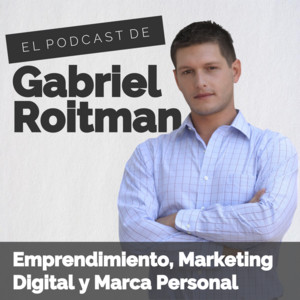 EL PODCAST DE
Gabriel
Roitman
Emprendimiento, Marketing
Digital y Marca Personal